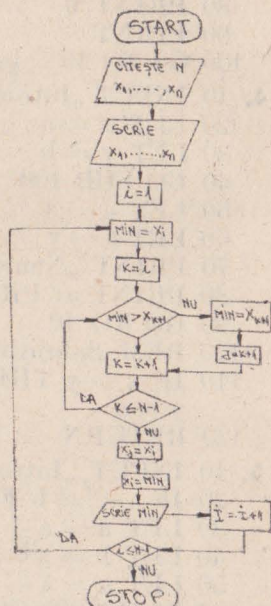 START
CITEȘTE N
x1,....,xn
SCRIE
x1,......,xn
i=1
MIN = xi
K=i
MIN>XK+1
NU
MIN=XK+1
J=K+1
K= K+1
DA
K≤N-1
NU
xj=xi
xi=MIN
SCRIE MIN
I=i+1
DA
i≤N-1
NU
STOP